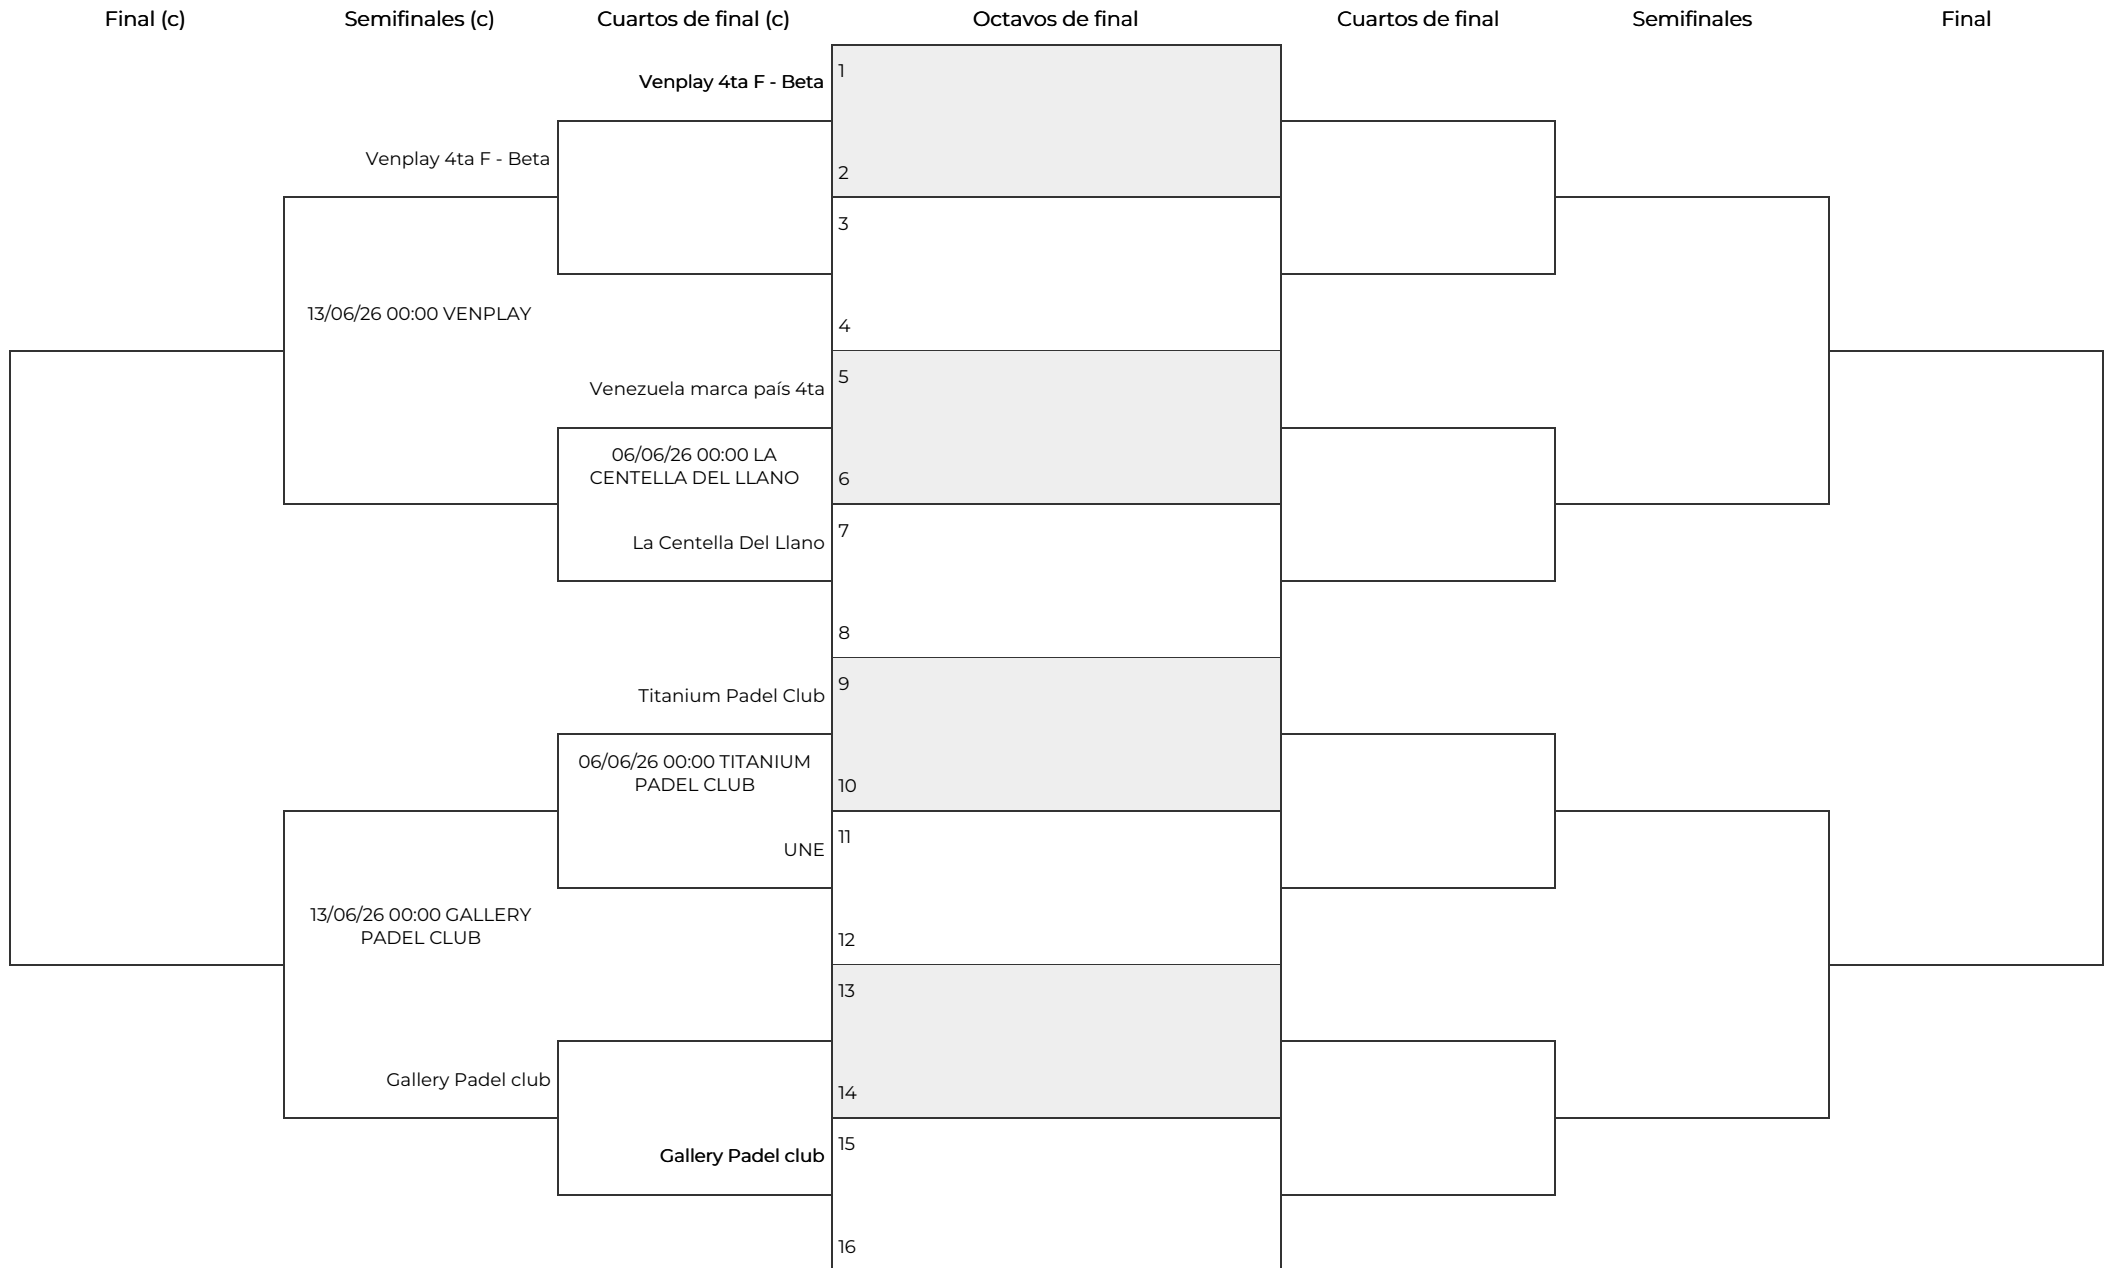 Final (c)
Semifinales (c)
Cuartos de final (c)
Octavos de final
Cuartos de final
Semifinales
Final
Venplay 4ta F - Beta
1
Venplay 4ta F - Beta
2
3
13/06/26 00:00 VENPLAY
4
Venezuela marca país 4ta
5
06/06/26 00:00 LA
CENTELLA DEL LLANO
6
La Centella Del Llano
7
8
Titanium Padel Club
9
06/06/26 00:00 TITANIUM
PADEL CLUB
10
UNE
11
13/06/26 00:00 GALLERY
PADEL CLUB
12
13
Gallery Padel club
14
Gallery Padel club
15
16